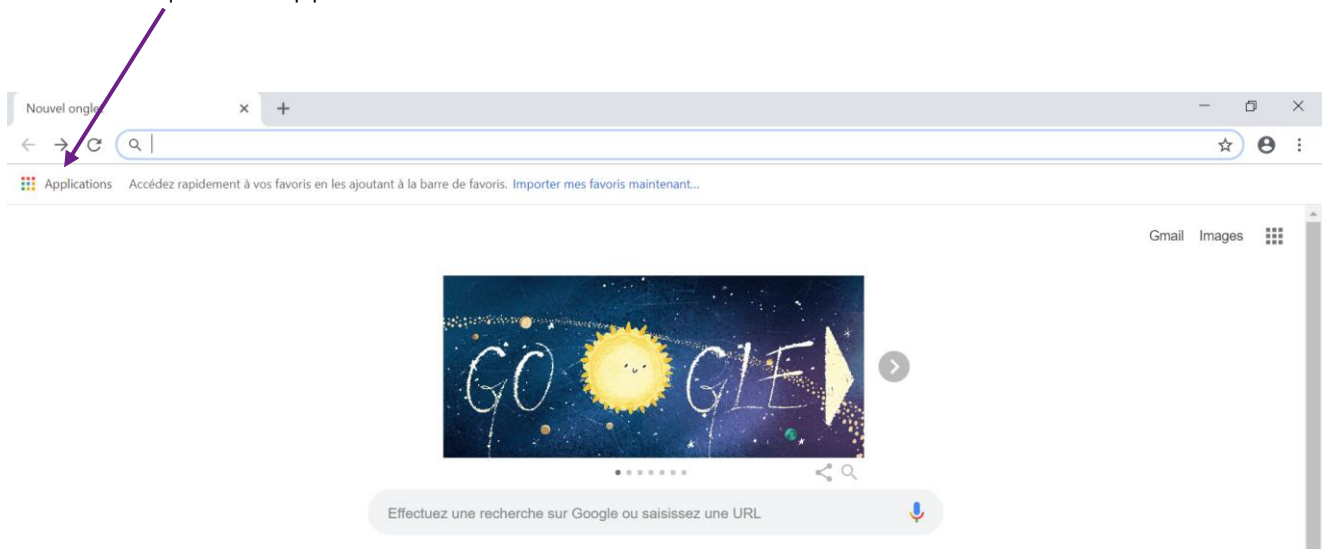 Nouvel onglet
Applications Accédez rapidement à vos favoris en les ajoutant à la barre de favoris. Importer mes favoris maintenant...
Gmail Images
GOOGLE
Effectuez une recherche sur Google ou saisissez une URL